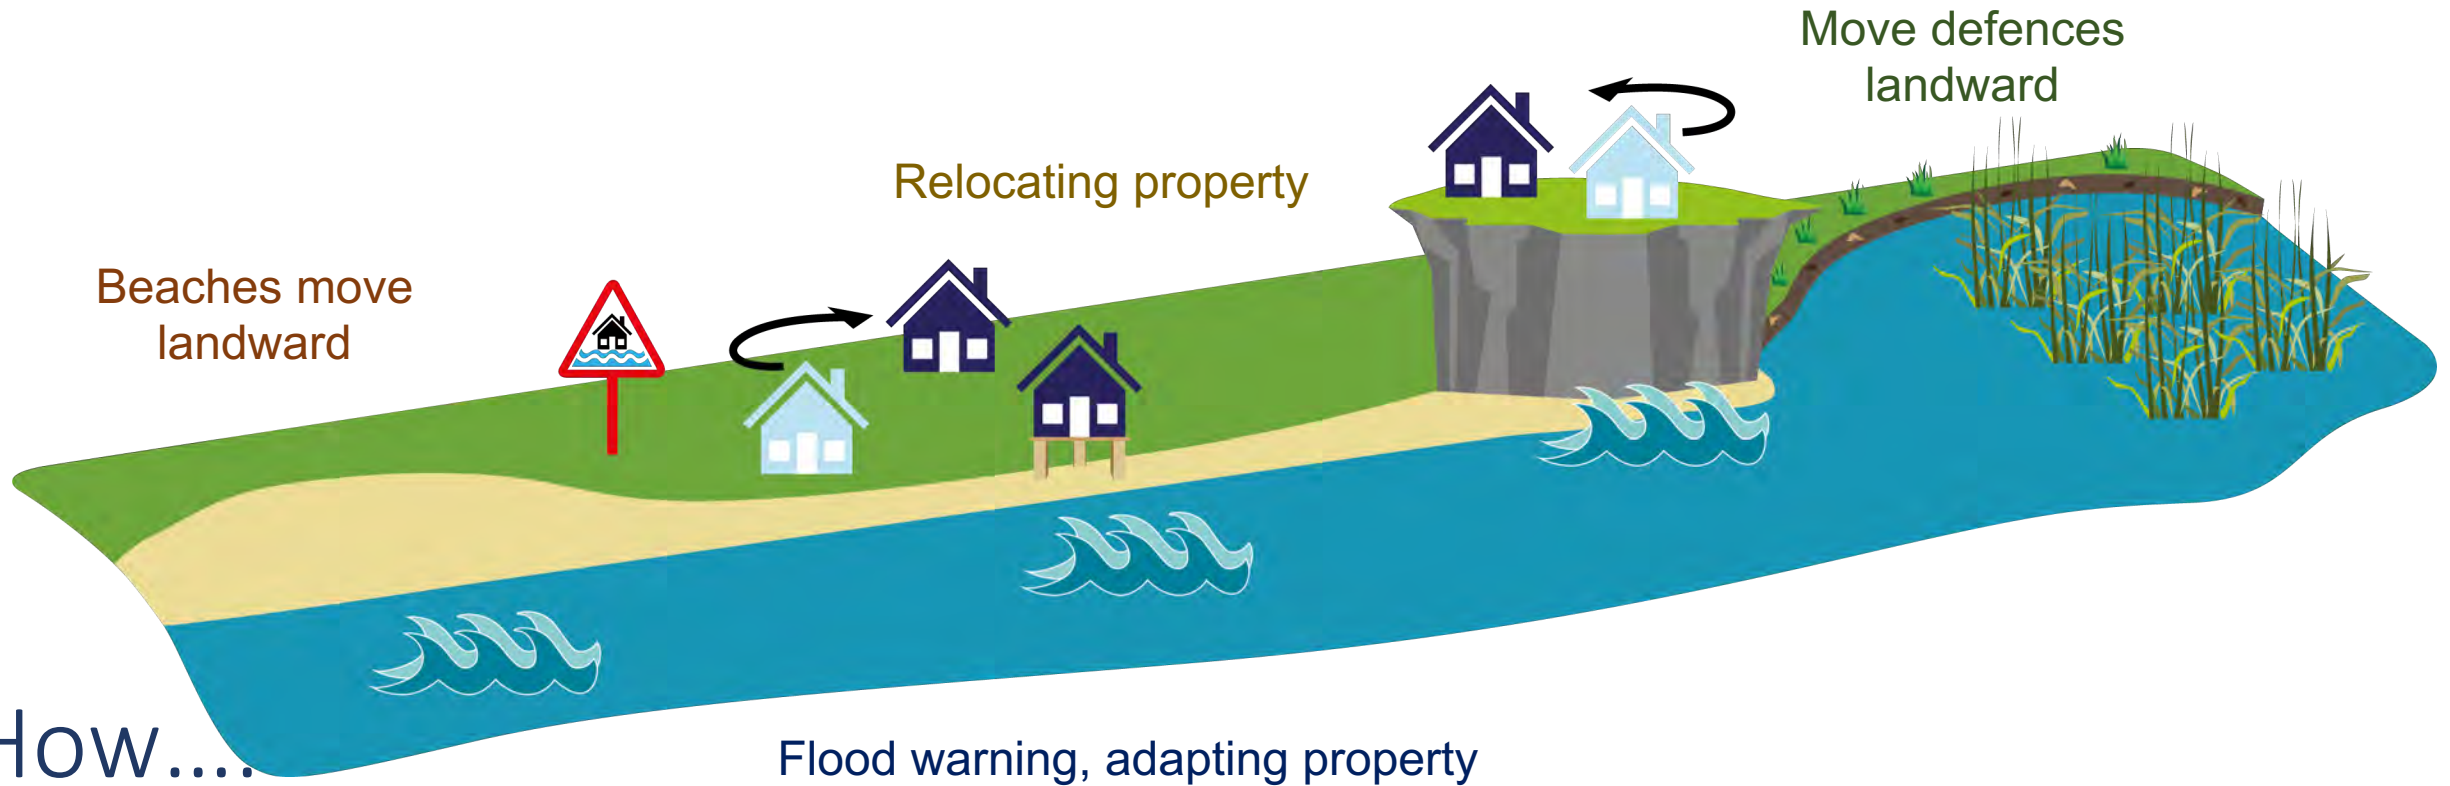 Move defences
landward
Relocating property
Beaches move
landward
How....
Flood warning, adapting property